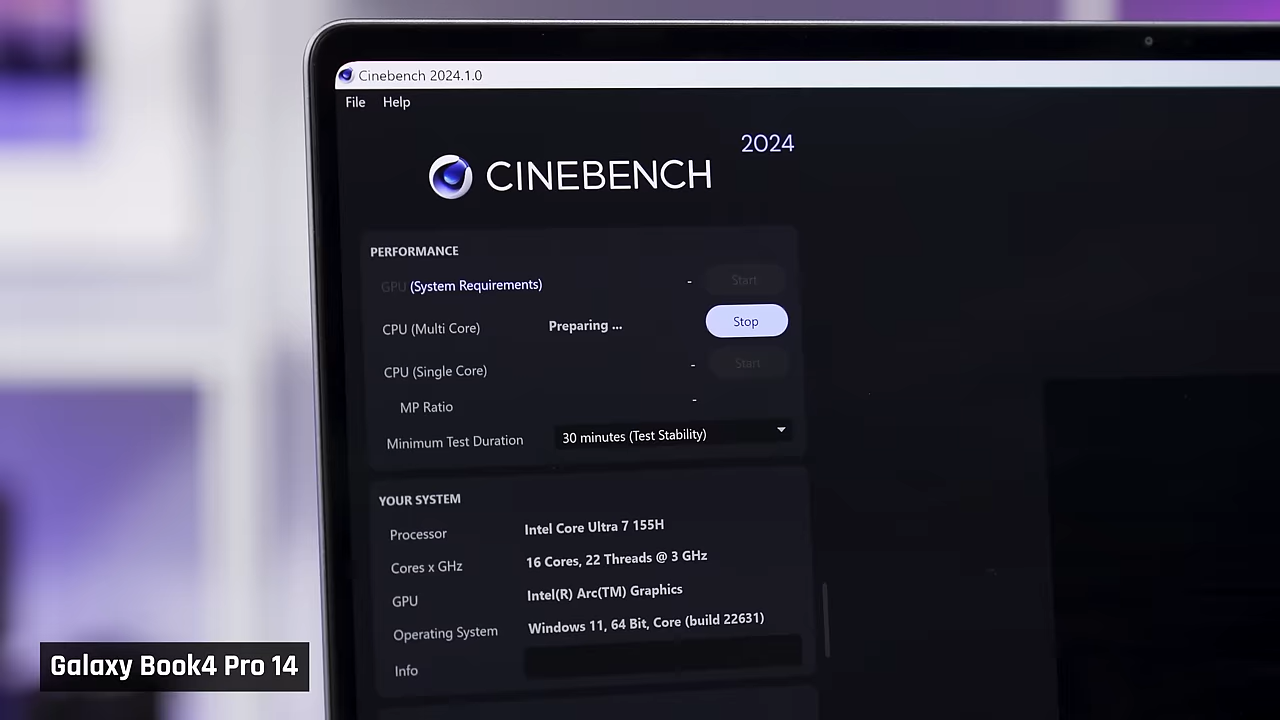 Cinebench 2024.1.0
File Help
CINEBENCH 2024
PERFORMANCE
GPU (System Requirements) - Start
CPU (Multi Core) Preparing ... Stop
CPU (Single Core) - Start
MP Ratio -
Minimum Test Duration 30 minutes (Test Stability)
YOUR SYSTEM
Processor Intel Core Ultra 7 155H
Cores x GHz 16 Cores, 22 Threads @ 3 GHz
GPU Intel(R) Arc(TM) Graphics
Operating System Windows 11, 64 Bit, Core (build 22631)
Info
Galaxy Book4 Pro 14